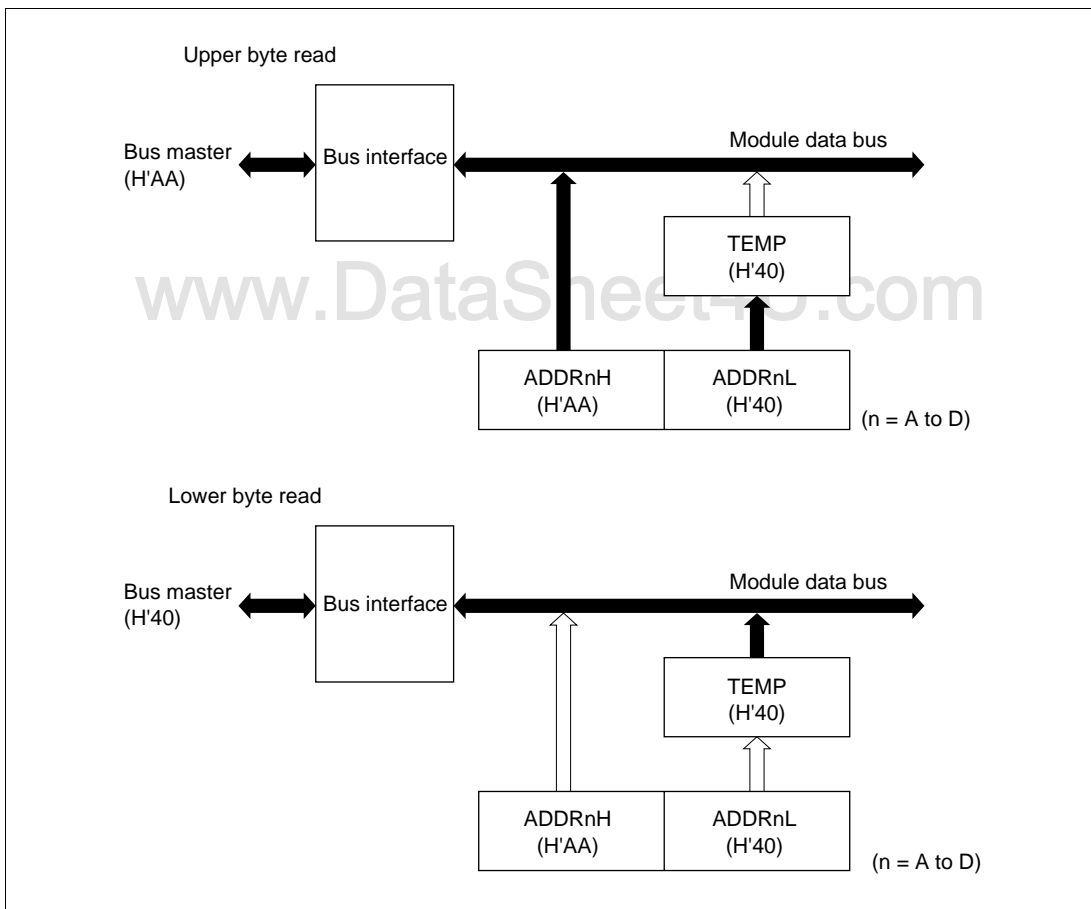 Upper byte read
Bus master
(H'AA)
Bus interface
Module data bus
TEMP
(H'40)
www.DataSheet4U.com
ADDRnH
(H'AA)
ADDRnL
(H'40)
(n = A to D)
Lower byte read
Bus master
(H'40)
Bus interface
Module data bus
TEMP
(H'40)
ADDRnH
(H'AA)
ADDRnL
(H'40)
(n = A to D)